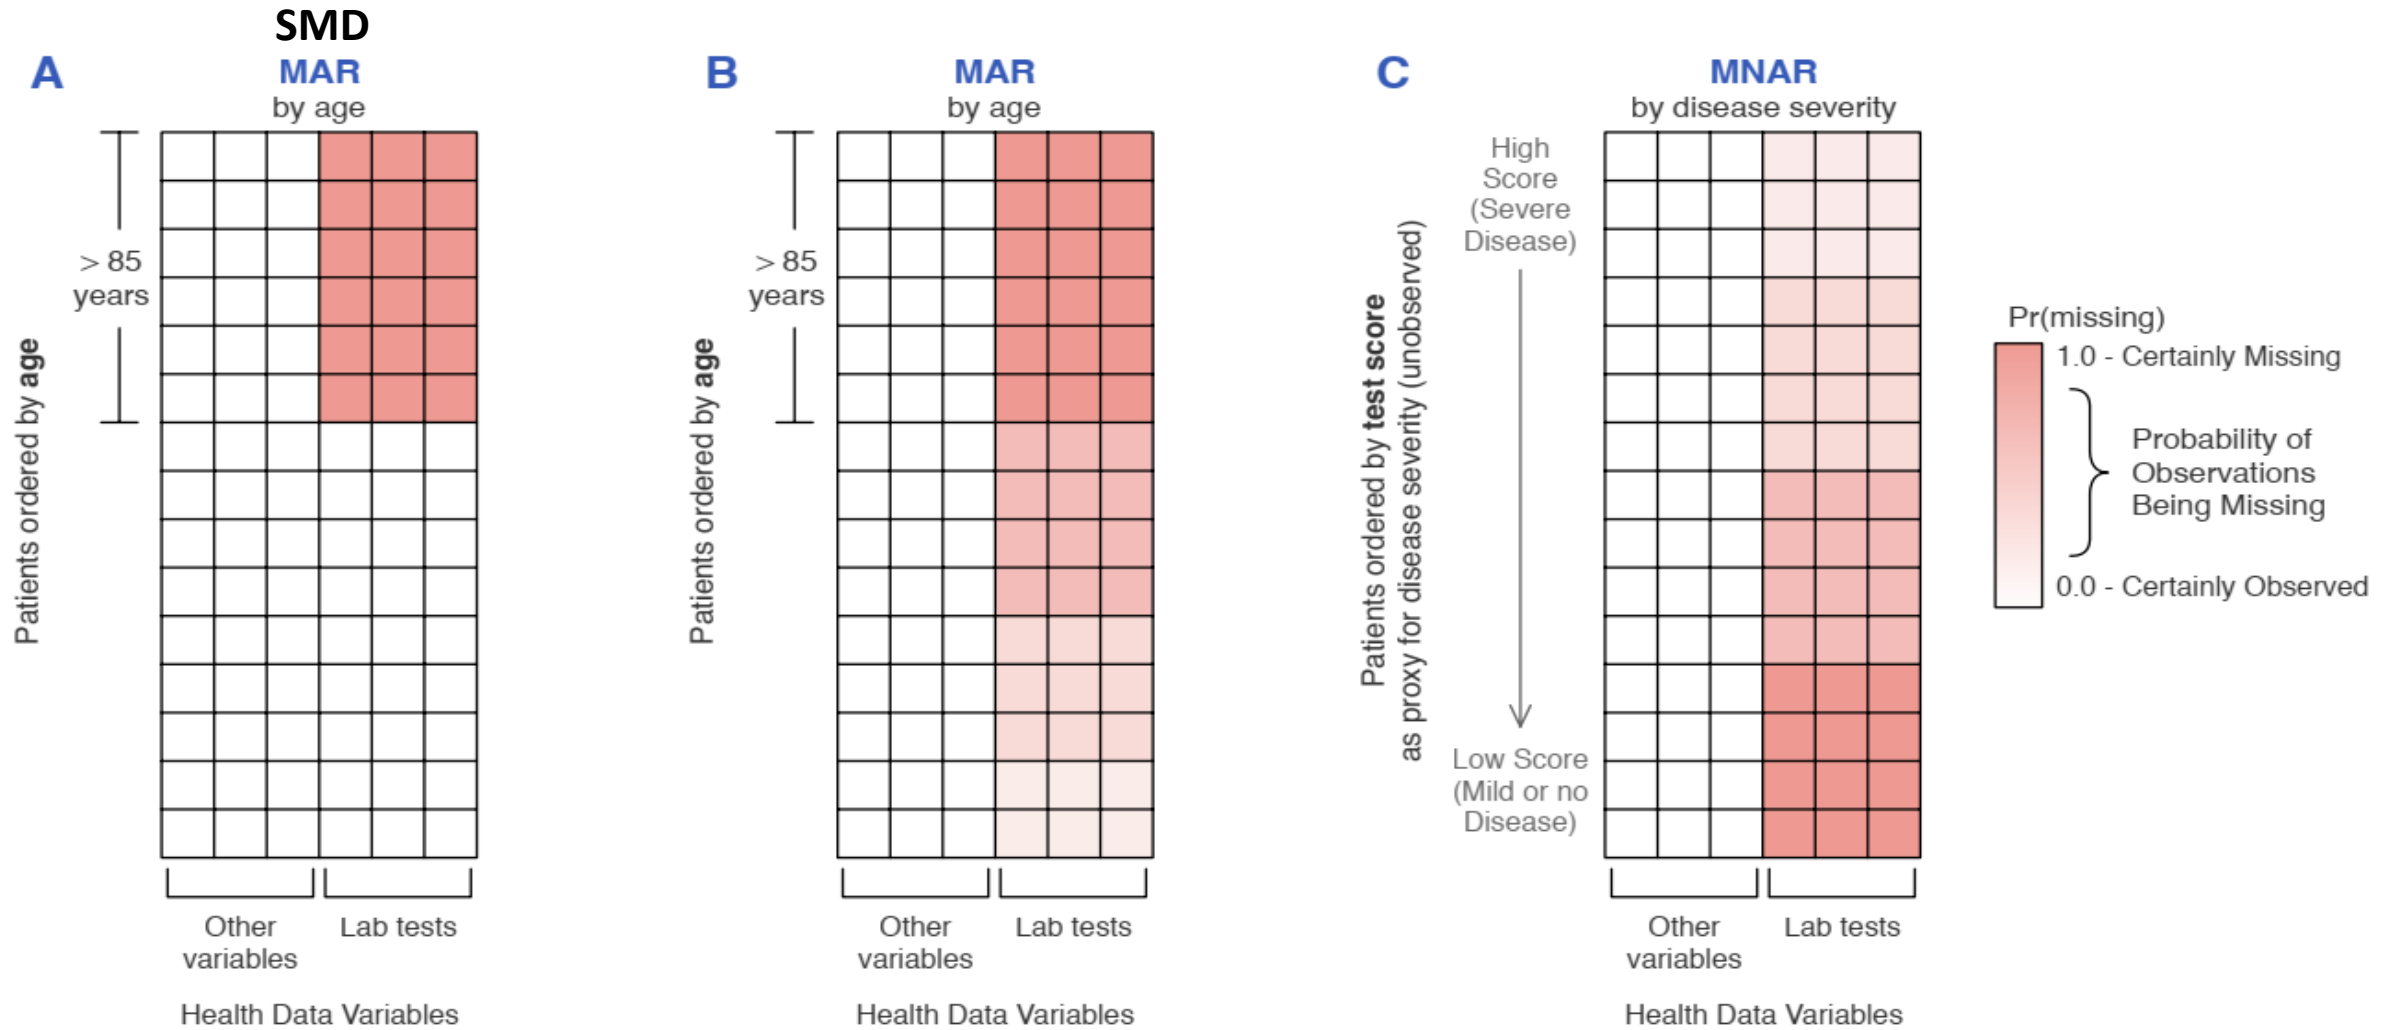 SMD
A
MAR
by age
> 85
years
Patients ordered by age
Other
variables
Lab tests
Health Data Variables
B
MAR
by age
> 85
years
Patients ordered by age
Other
variables
Lab tests
Health Data Variables
C
MNAR
by disease severity
High
Score
(Severe
Disease)
Patients ordered by test score
as proxy for disease severity (unobserved)
Low Score
(Mild or no
Disease)
Other
variables
Lab tests
Health Data Variables
Pr(missing)
1.0 - Certainly Missing
Probability of
Observations
Being Missing
0.0 - Certainly Observed